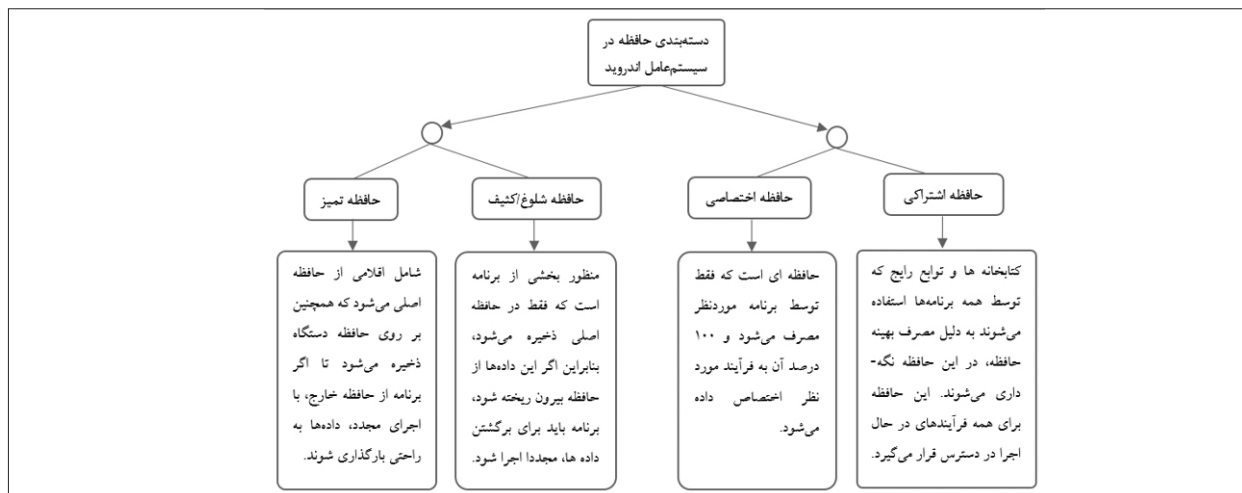 دسته‌بندی حافظه در
سیستم‌عامل اندروید
حافظه اشتراکی
حافظه اختصاصی
حافظه شلوغ/کثیف
حافظه تمیز
کتابخانه ها و توابع رایج که
توسط همه برنامه‌ها استفاده
می‌شوند به دلیل مصرف بهینه
حافظه، در این حافظه نگه-
داری می‌شوند. این حافظه
برای همه فرآیندهای در حال
اجرا در دسترس قرار می‌گیرد.
حافظه ای است که فقط
توسط برنامه موردنظر
مصرف می‌شود و ۱۰۰
درصد آن به فرآیند مورد
نظر اختصاص داده
می‌شود.
منظور بخشی از برنامه
است که فقط در حافظه
اصلی ذخیره می‌شود،
بنابراین اگر این داده‌ها از
حافظه بیرون ریخته شود،
برنامه باید برای برگشتن
داده ها، مجددا اجرا شود.
شامل اقلامی از حافظه
اصلی می‌شود که همچنین
بر روی حافظه دستگاه
ذخیره می‌شود تا اگر
برنامه از حافظه خارج، با
اجرای مجدد، داده‌ها به
راحتی بارگذاری شوند.